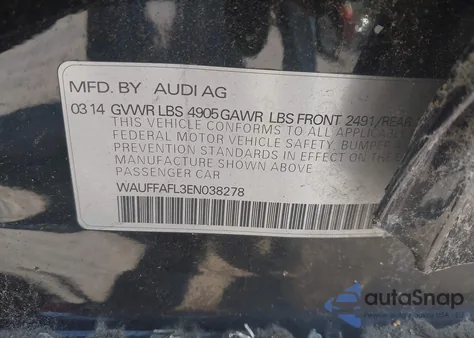 MFD. BY AUDI AG
03 14 GVWR LBS 4905 GAWR LBS FRONT 2491/REAR
THIS VEHICLE CONFORMS TO ALL APPLICABLE
FEDERAL MOTOR VEHICLE SAFETY, BUMPER
PREVENTION STANDARDS IN EFFECT ON THE
MANUFACTURE SHOWN ABOVE
PASSENGER CAR
WAUFFAFL3EN038278
autoSnap